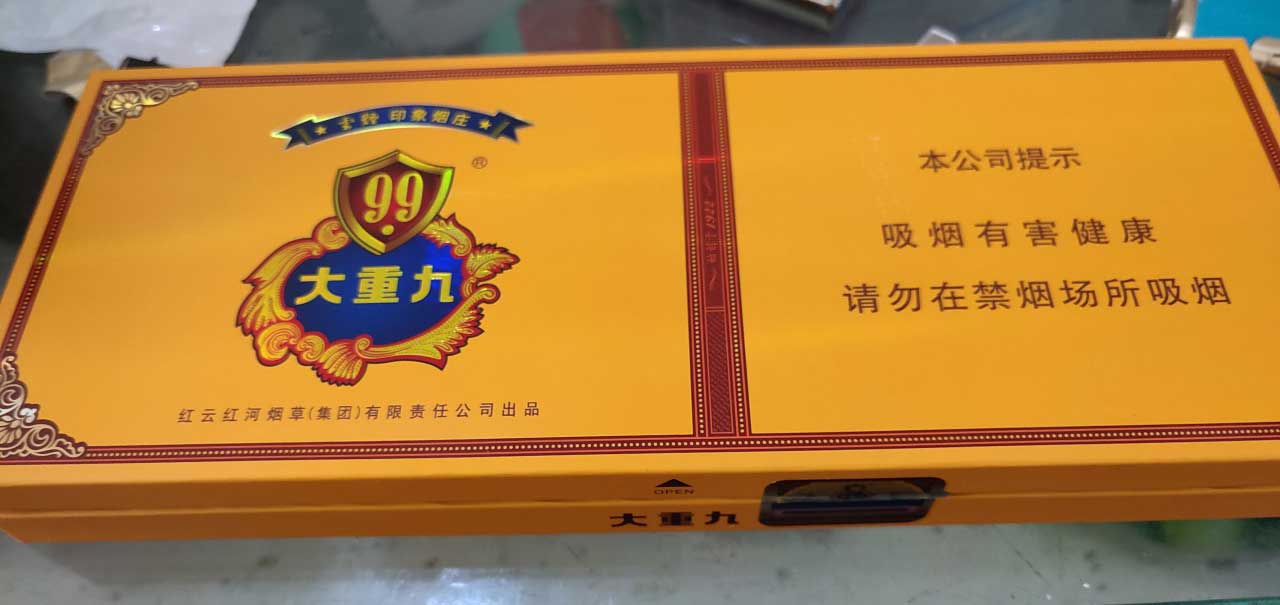 云烟 印象烟庄
99
®
大重九
红云红河烟草(集团)有限责任公司出品
本公司提示
吸烟有害健康
请勿在禁烟场所吸烟
OPEN
大重九